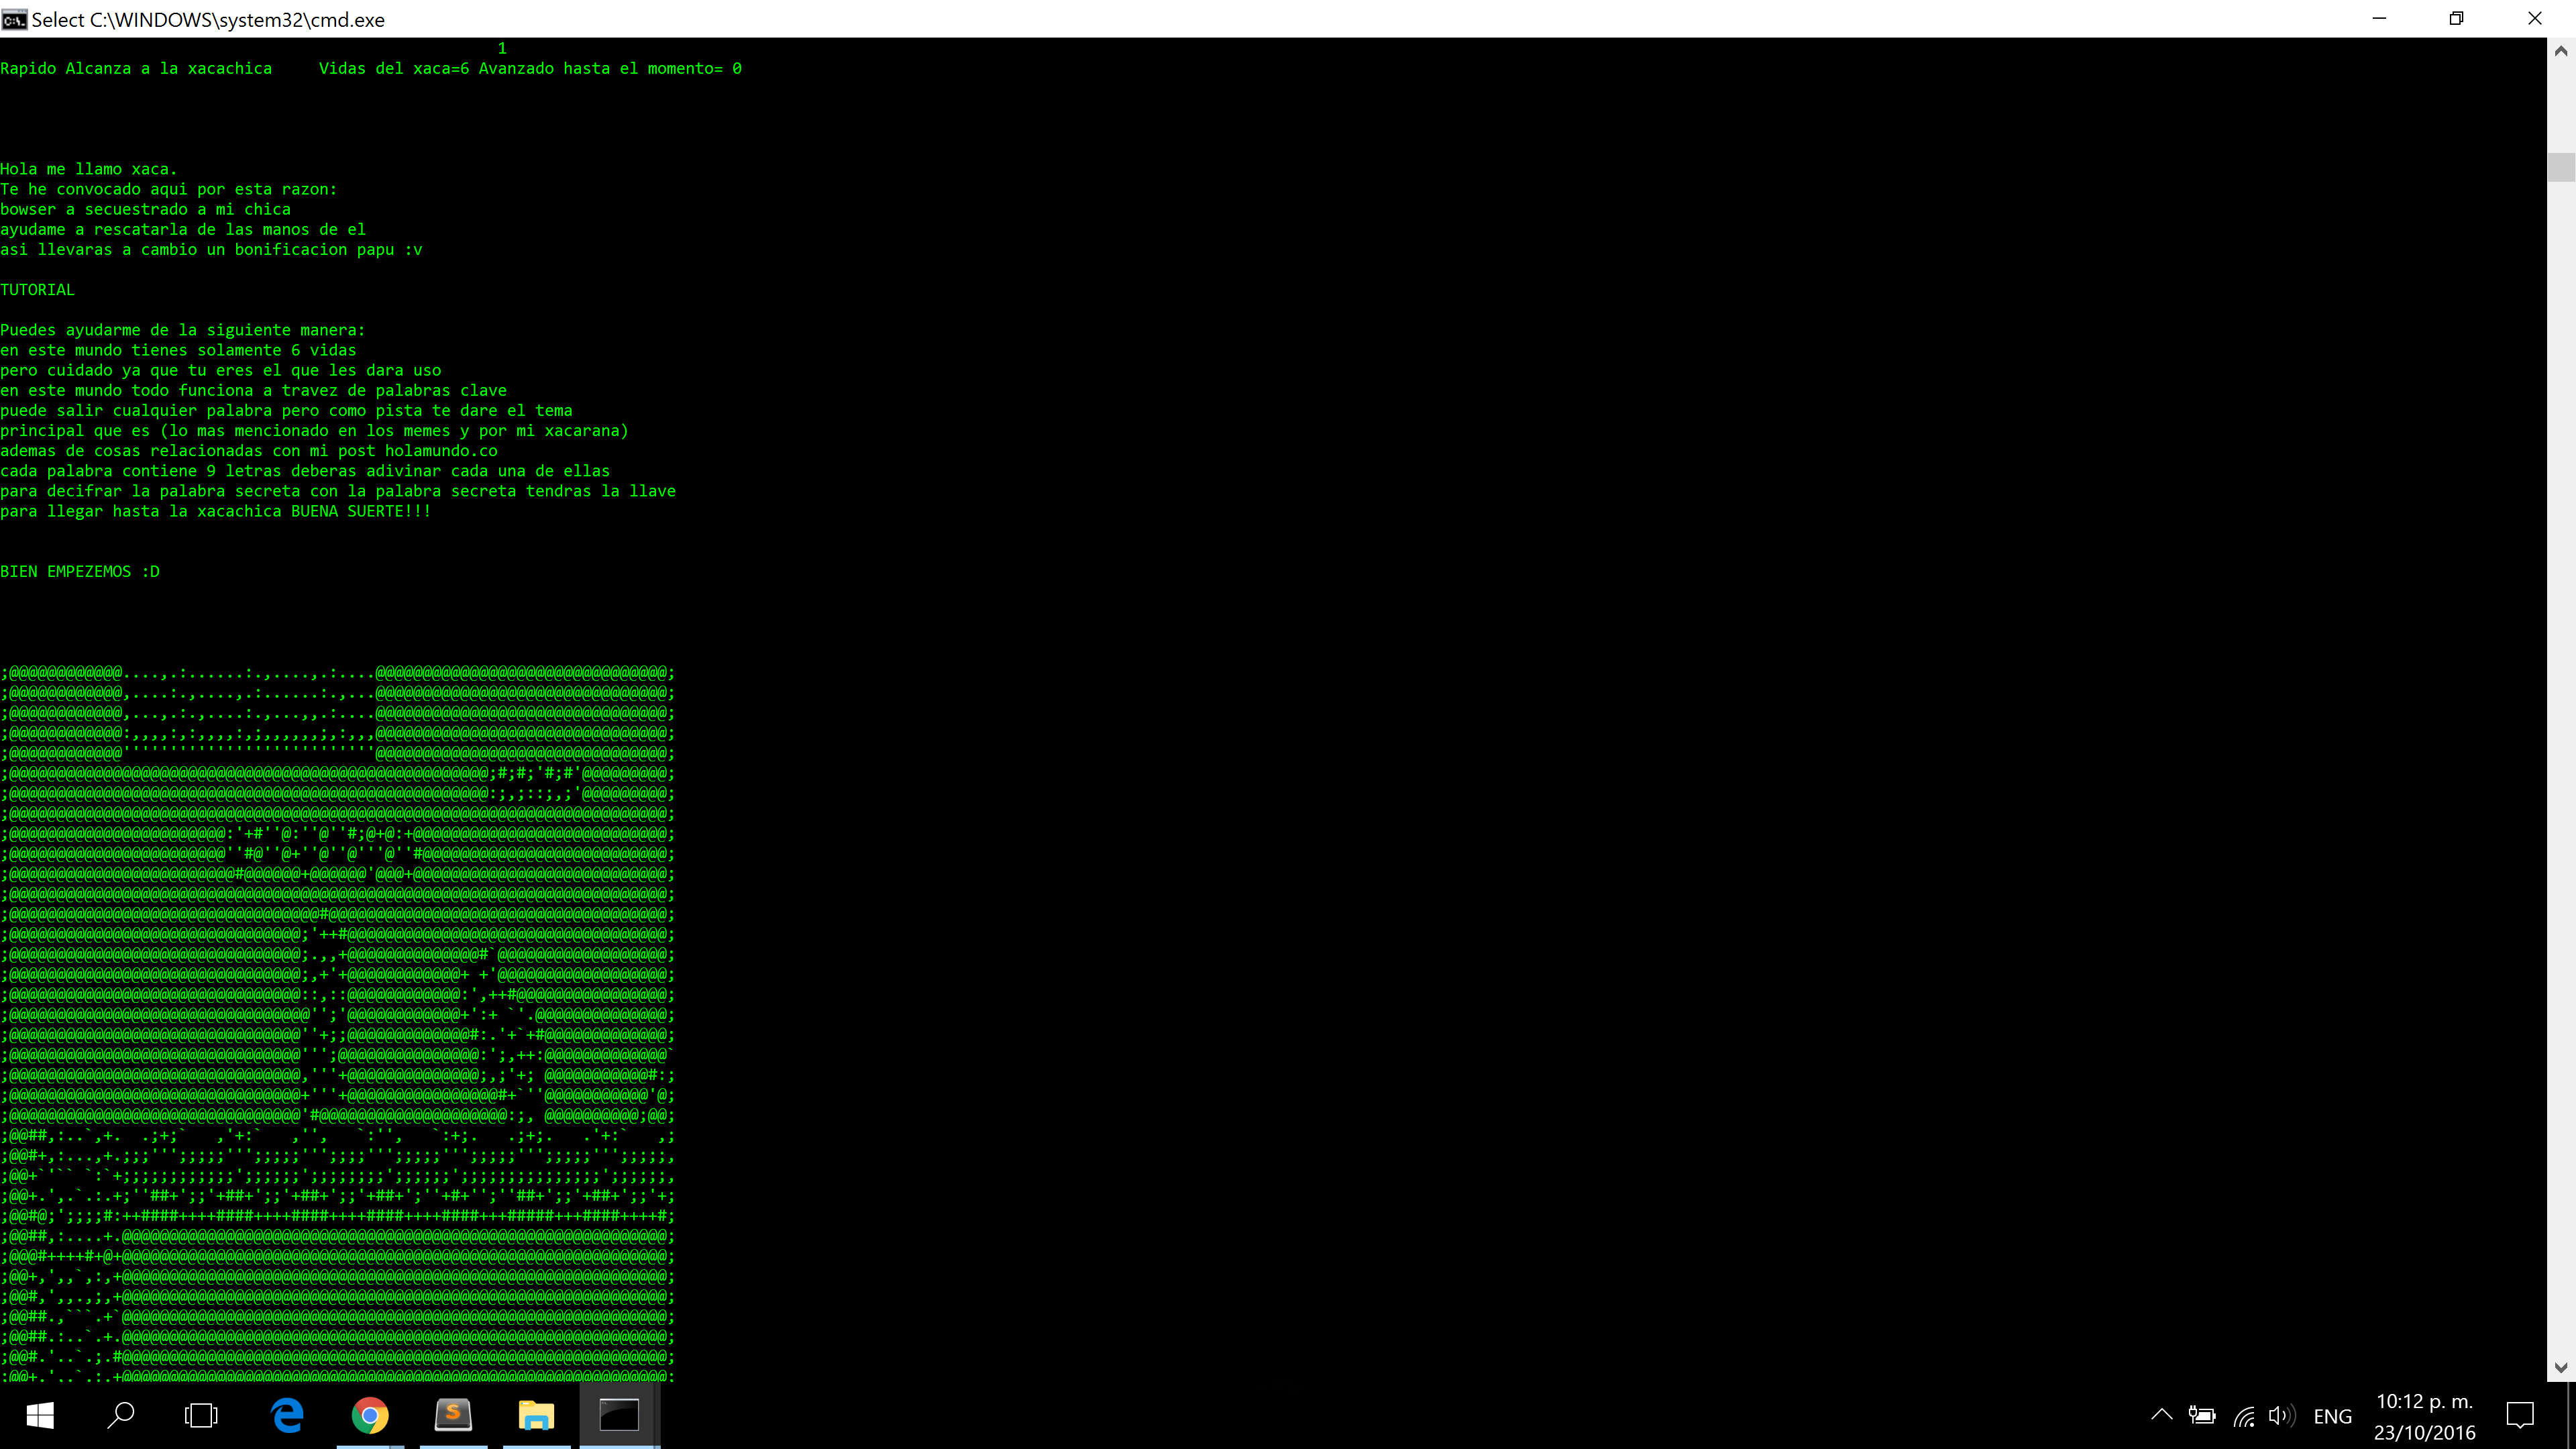 Select C:\WINDOWS\system32\cmd.exe
1
Rapido Alcanza a la xacachica     Vidas del xaca=6 Avanzado hasta el momento= 0
Hola me llamo xaca.
Te he convocado aqui por esta razon:
bowser a secuestrado a mi chica
ayudame a rescatarla de las manos de el
asi llevaras a cambio un bonificacion papu :v
TUTORIAL
Puedes ayudarme de la siguiente manera:
en este mundo tienes solamente 6 vidas
pero cuidado ya que tu eres el que les dara uso
en este mundo todo funciona a travez de palabras clave
puede salir cualquier palabra pero como pista te dare el tema
principal que es (lo mas mencionado en los memes y por mi xacarana)
ademas de cosas relacionadas con mi post holamundo.co
cada palabra contiene 9 letras deberas adivinar cada una de ellas
para decifrar la palabra secreta con la palabra secreta tendras la llave
para llegar hasta la xacachica BUENA SUERTE!!!
BIEN EMPEZEMOS :D
ENG
10:12 p. m.
23/10/2016